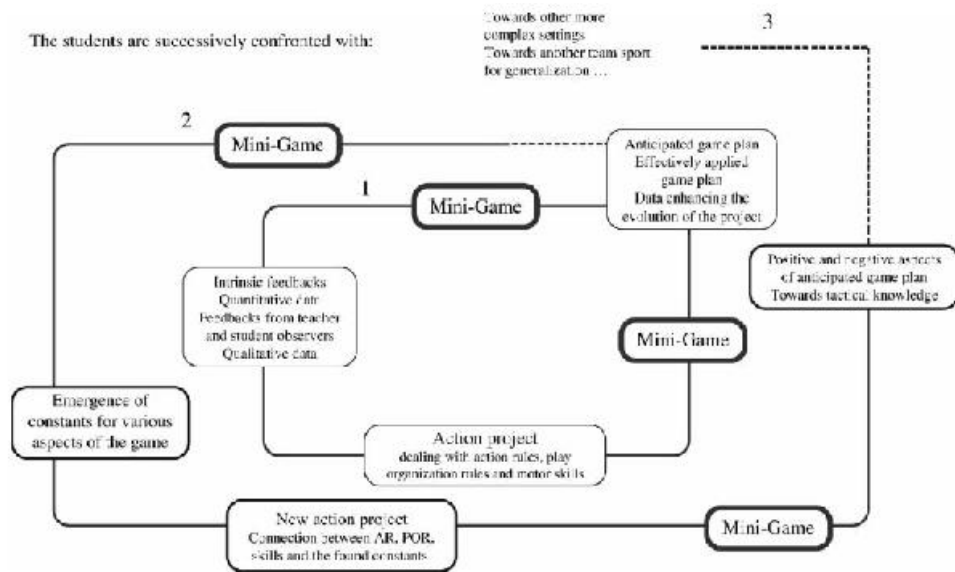 The students are successively confronted with:
Towards other more
complex settings
Towards another team sport
for generalization ...
3
2
Mini-Game
1
Mini-Game
Anticipated game plan
Effectively applied
game plan
Data enhancing the
evolution of the project
Intrinsic feedbacks
Quantitative data
Feedbacks from teacher
and student observers
Qualitative data
Positive and negative aspects
of anticipated game plan
Towards tactical knowledge
Mini-Game
Emergence of
constants for various
aspects of the game
Action project
dealing with action rules, play
organization rules and motor skills
New action project
Connection between AR, POR,
skills and the found constants
Mini-Game